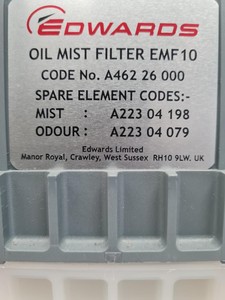 EDWARDS
OIL MIST FILTER EMF10
CODE No. A462 26 000
SPARE ELEMENT CODES:-
MIST : A223 04 198
ODOUR : A223 04 079
Edwards Limited
Manor Royal, Crawley, West Sussex RH10 9LW. UK